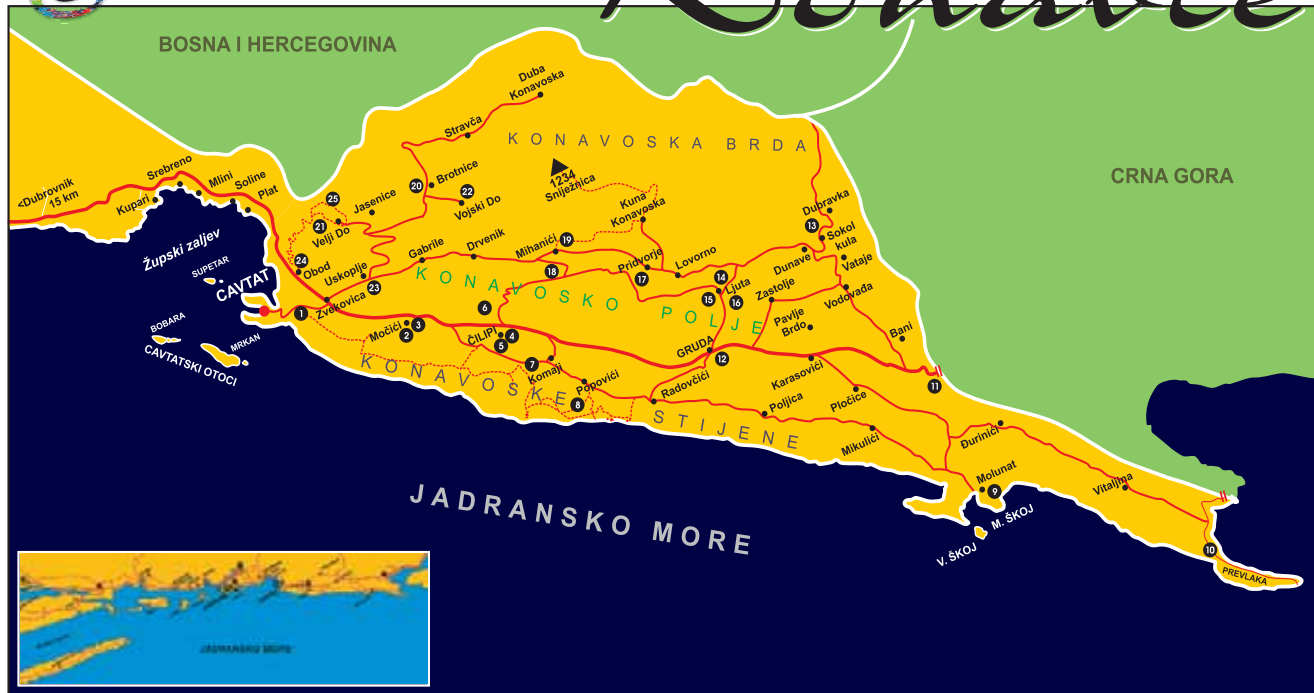 Konavle
BOSNA I HERCEGOVINA
CRNA GORA
Duba
Konavoska
Stravča
KONAVOSKA BRDA
1234
Sniježnica
Brotnice
20
22
Vojski Do
Jasenice
25
21
Velji Do
<Dubrovnik
15 km
Kupari
Srebreno
Mlini
Soline
Plat
Župski zaljev
SUPETAR
CAVTAT
BOBARA
MRKAN
CAVTATSKI OTOCI
24
Obod
Uskoplje
23
Gabrile
Drvenik
Mihanići
19
18
Kuna
Konavoska
Pridvorje
17
Lovorno
14
Ljuta
15
16
Dubravka
13
Sokol
kula
Dunave
Vataje
Zastolje
Vodovađa
Pavlje
Brdo
Bani
KONAVOSKO POLJE
1
Zvekovica
6
Močići
3
2
ČILIPI
4
5
7
Komaji
Popovići
8
GRUDA
12
Radovčići
Karasovići
11
Pločice
Poljica
Mikulići
KONAVOSKE STIJENE
Đurinići
Molunat
9
Vitaljina
M. ŠKOJ
V. ŠKOJ
10
PREVLAKA
JADRANSKO MORE
JADRANSKO MORE